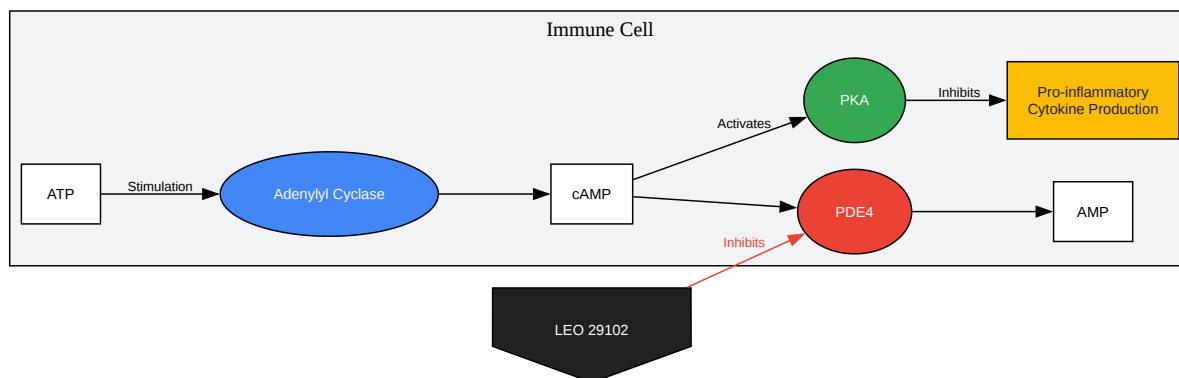 Immune Cell
PKA
Inhibits
Pro-inflammatory
Cytokine Production
Activates
ATP
Stimulation
Adenylyl Cyclase
cAMP
PDE4
AMP
Inhibits
LEO 29102